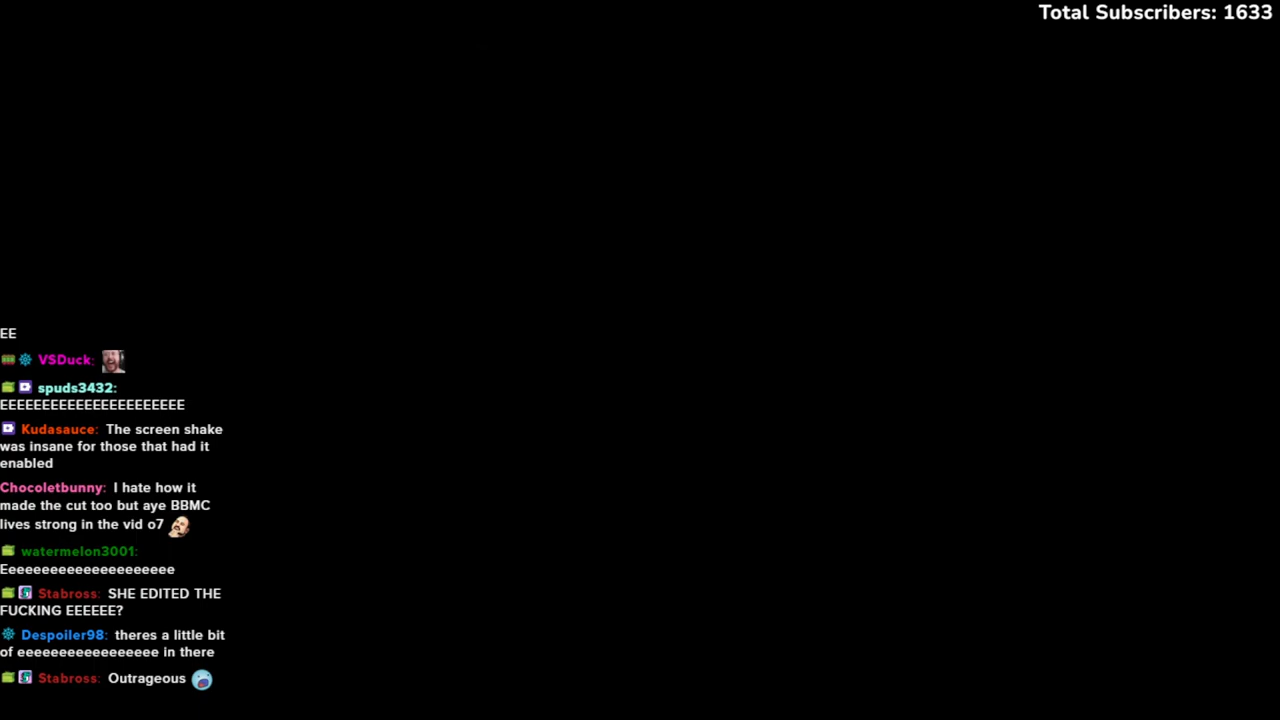 Total Subscribers: 1633
EE
VSDuck:
spuds3432:
EEEEEEEEEEEEEEEEEEEEEE
Kudasauce: The screen shake
was insane for those that had it
enabled
Chocoletbunny: I hate how it
made the cut too but aye BBMC
lives strong in the vid o7
watermelon3001:
Eeeeeeeeeeeeeeeeeeee
Stabross: SHE EDITED THE
FUCKING EEEEEE?
Despoiler98: theres a little bit
of eeeeeeeeeeeeeeeee in there
Stabross: Outrageous